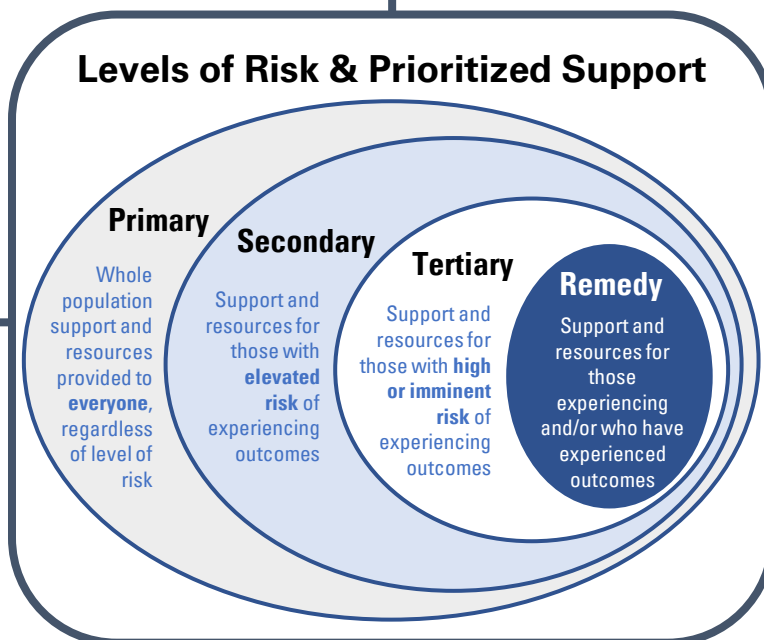 Levels of Risk & Prioritized Support
Primary
Whole
population
support and
resources
provided to
everyone,
regardless
of level of
risk
Secondary
Support and
resources for
those with
elevated
risk of
experiencing
outcomes
Tertiary
Support and
resources for
those with high
or imminent
risk of
experiencing
outcomes
Remedy
Support and
resources for
those
experiencing
and/or who have
experienced
outcomes